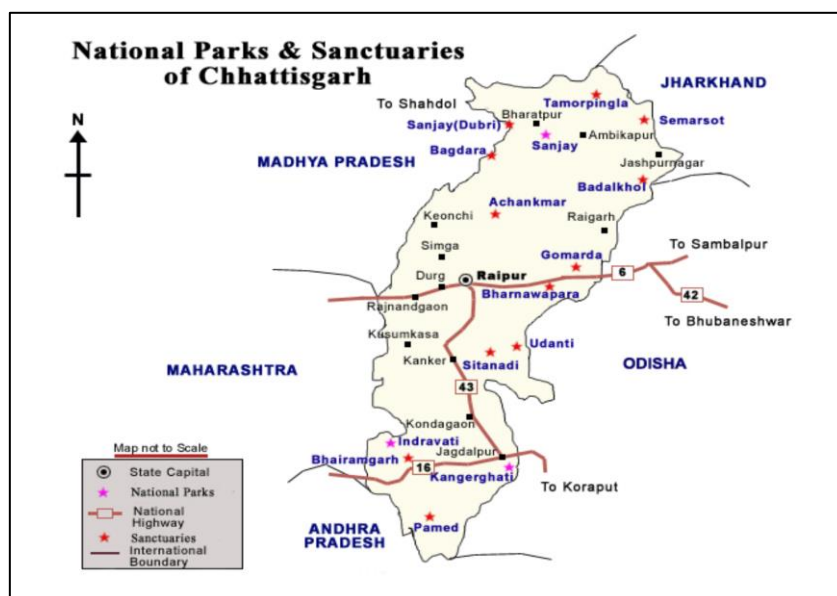 National Parks & Sanctuaries
of Chhattisgarh
JHARKHAND
To Shahdol
Tamorpingla
Bharatpur
N
Sanjay(Dubri)
Semarsot
Sanjay
Ambikapur
Bagdara
MADHYA PRADESH
Jashpurnagar
Badalkhol
Achankmar
Keonchi
Raigarh
Simga
To Sambalpur
Gomarda
Durg
Raipur
6
Bharnawapara
42
Rajnandgaon
To Bhubaneshwar
Kusumkasa
Udanti
Kanker
Sitanadi
MAHARASHTRA
ODISHA
43
Kondagaon
Indravati
Map not to Scale
Jagdalpur
Bhairamgarh
16
State Capital
Kangerghati
To Koraput
National Parks
National
Highway
Pamed
ANDHRA
PRADESH
Sanctuaries
International
Boundary